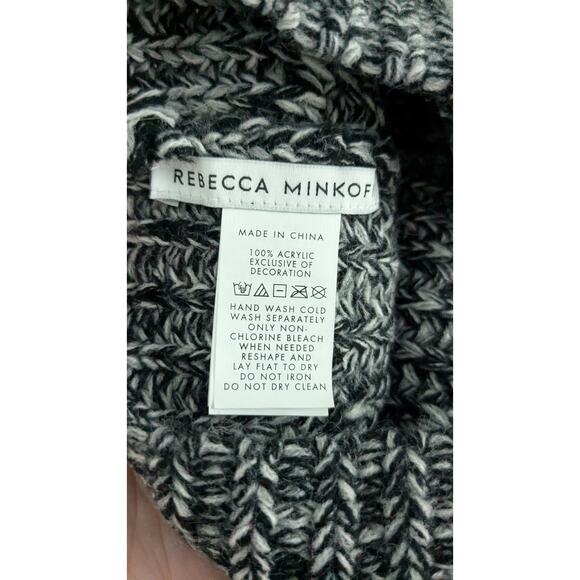 REBECCA MINKOF
MADE IN CHINA
100% ACRYLIC
EXCLUSIVE OF
DECORATION
HAND WASH COLD
WASH SEPARATELY
ONLY NON-
CHLORINE BLEACH
WHEN NEEDED
RESHAPE AND
LAY FLAT TO DRY
DO NOT IRON
DO NOT DRY CLEAN